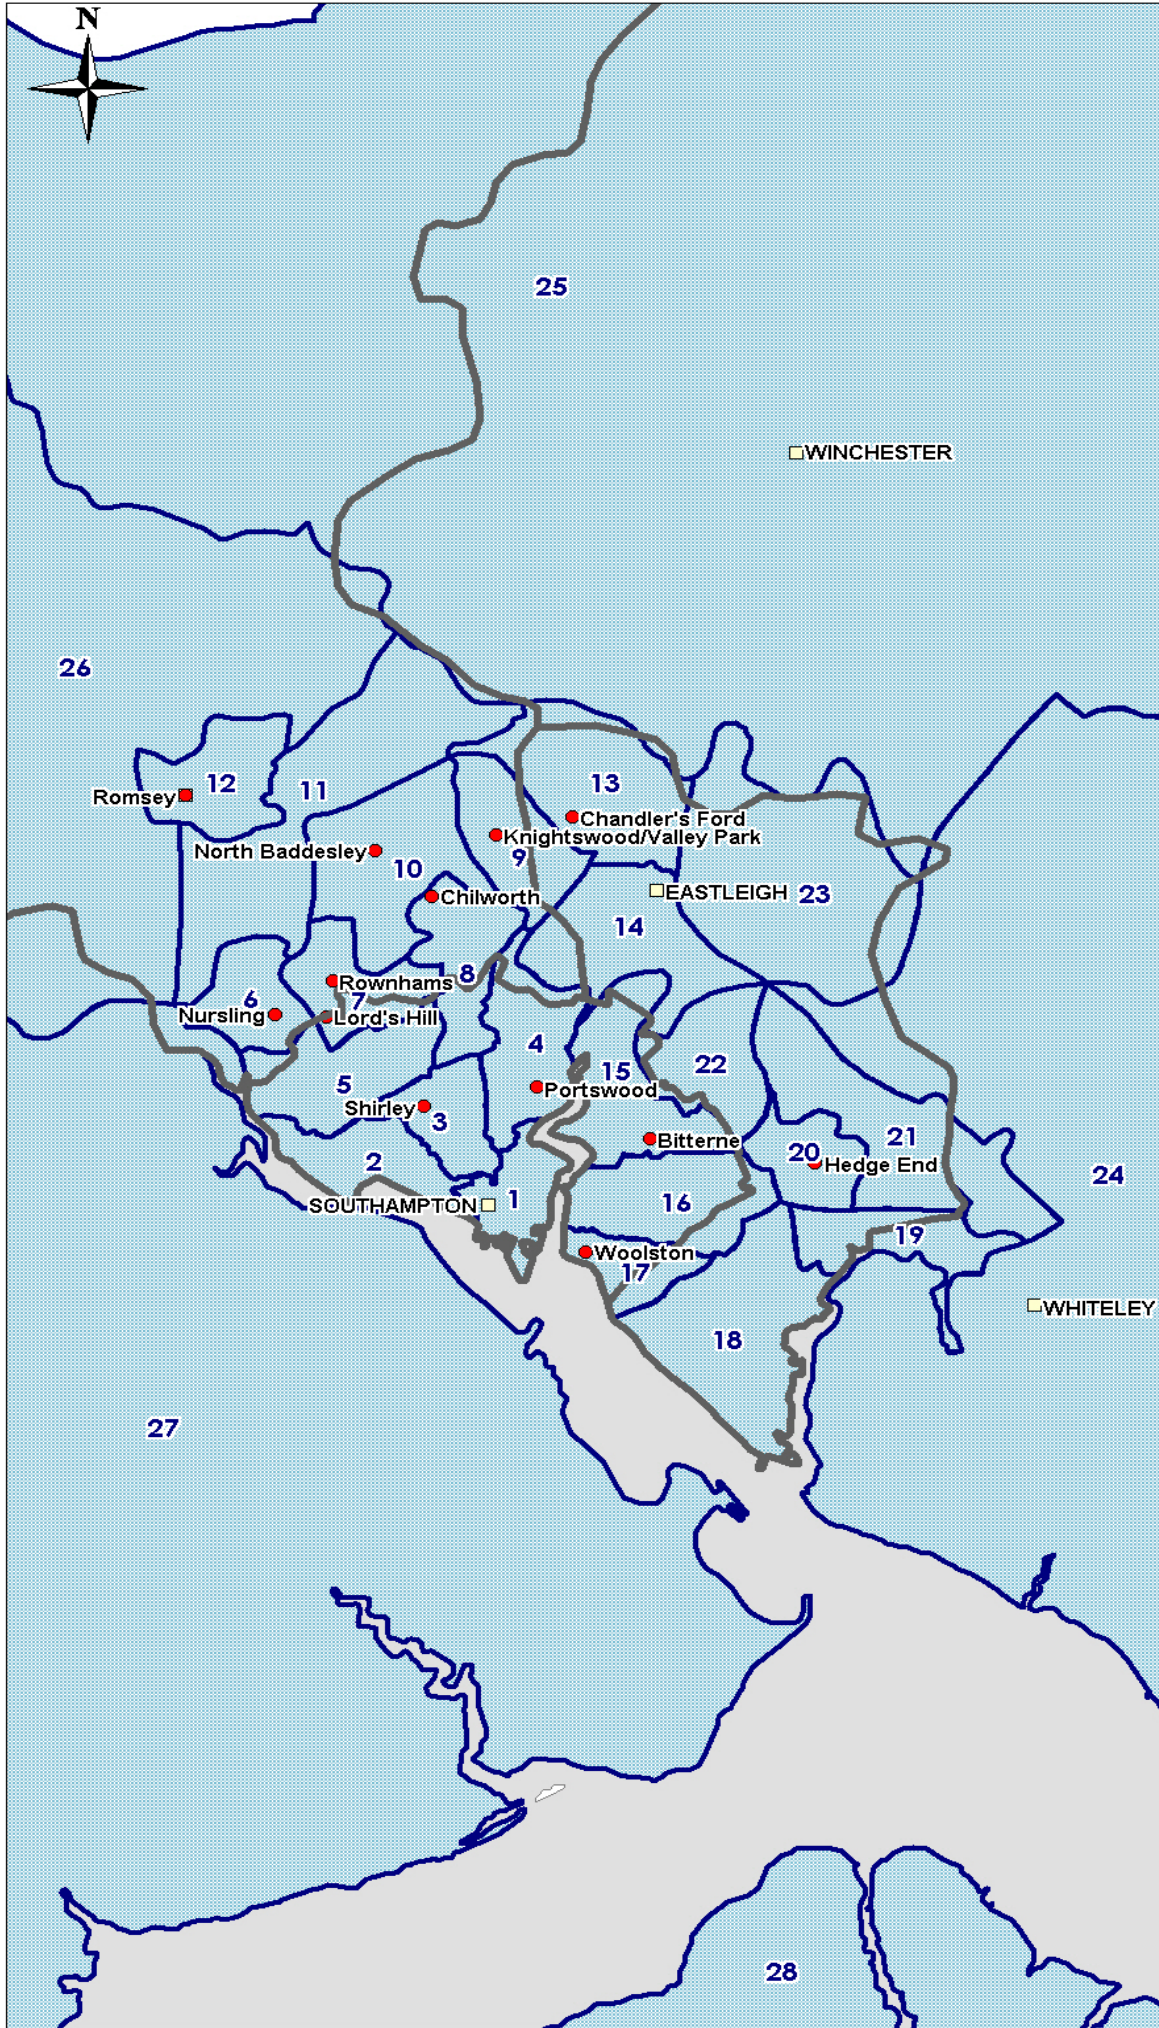 N
25
WINCHESTER
26
12
13
11
Romsey
Chandler's Ford
Knightswood/Valley Park
North Baddesley
9
10
EASTLEIGH
23
Chilworth
14
8
Rownhams
6
7
Nursling
Lord's Hill
4
15
22
5
Portswood
Shirley
3
21
Bitterne
20
Hedge End
2
24
1
16
SOUTHAMPTON
19
Woolston
17
WHITELEY
18
27
28